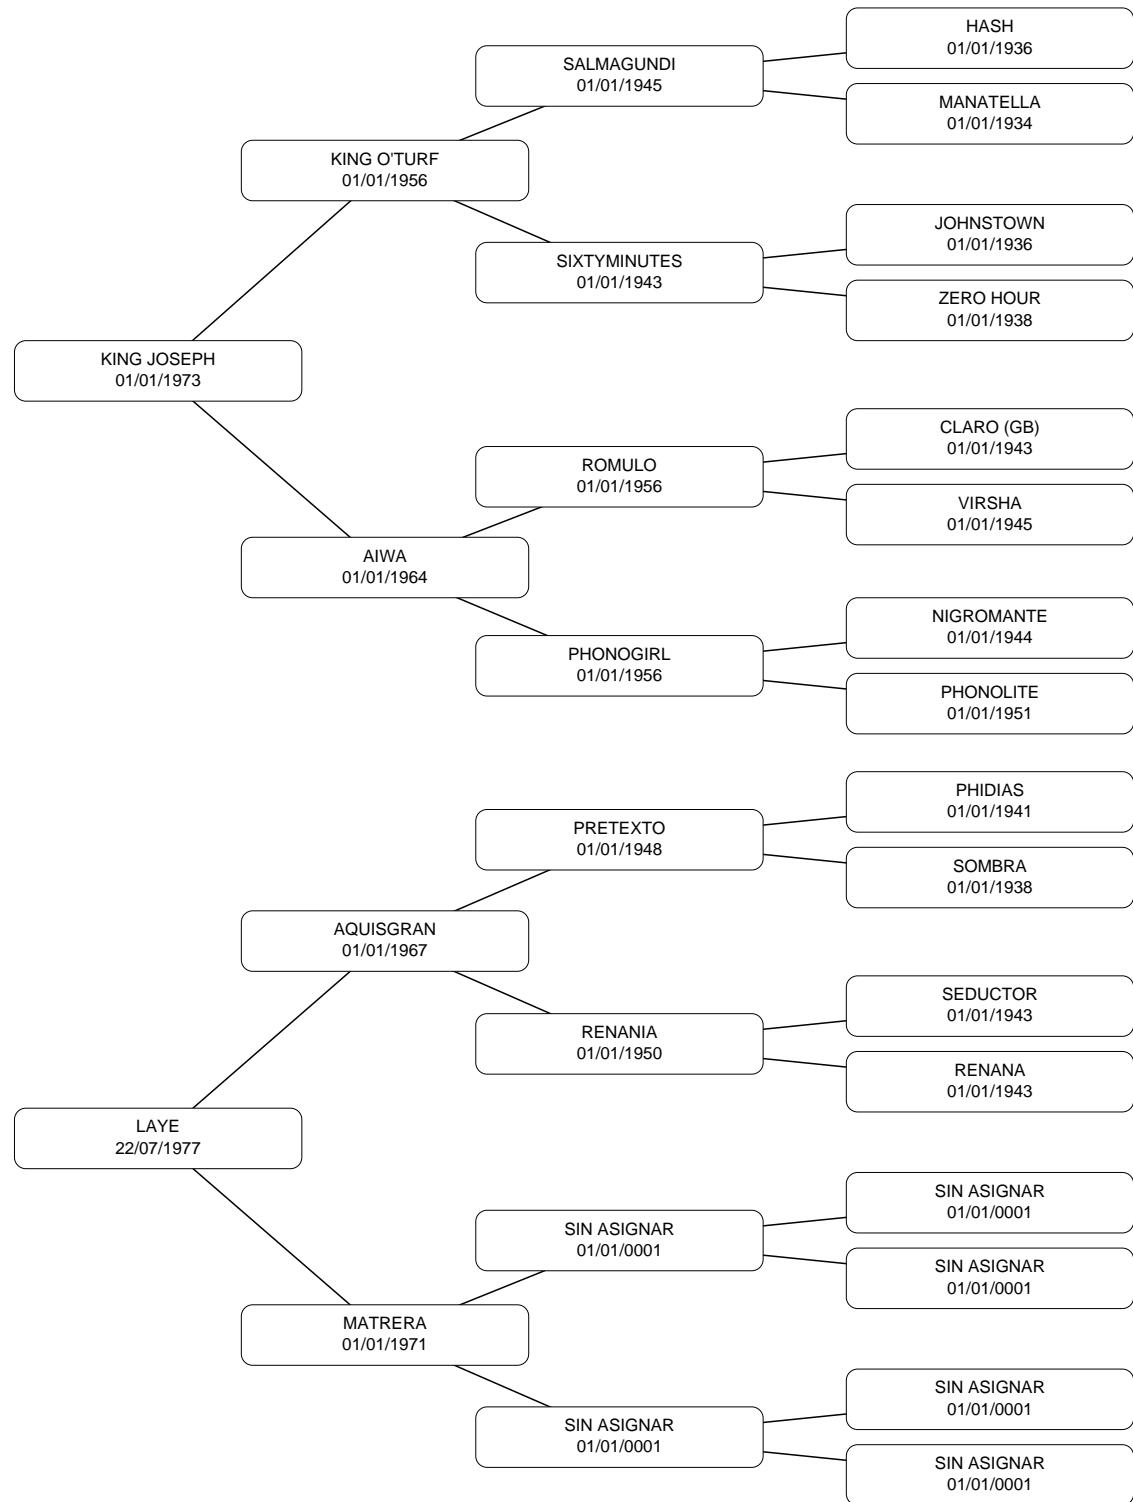 HASH
01/01/1936
SALMAGUNDI
01/01/1945
MANATELLA
01/01/1934
KING O'TURF
01/01/1956
JOHNSTOWN
01/01/1936
SIXTYMINUTES
01/01/1943
ZERO HOUR
01/01/1938
KING JOSEPH
01/01/1973
CLARO (GB)
01/01/1943
ROMULO
01/01/1956
VIRSHA
01/01/1945
AIWA
01/01/1964
NIGROMANTE
01/01/1944
PHONOGIRL
01/01/1956
PHONOLITE
01/01/1951
PHIDIAS
01/01/1941
PRETEXTO
01/01/1948
SOMBRA
01/01/1938
AQUISGRAN
01/01/1967
SEDUCTOR
01/01/1943
RENANIA
01/01/1950
RENANA
01/01/1943
LAYE
22/07/1977
SIN ASIGNAR
01/01/0001
SIN ASIGNAR
01/01/0001
SIN ASIGNAR
01/01/0001
MATRERA
01/01/1971
SIN ASIGNAR
01/01/0001
SIN ASIGNAR
01/01/0001
SIN ASIGNAR
01/01/0001